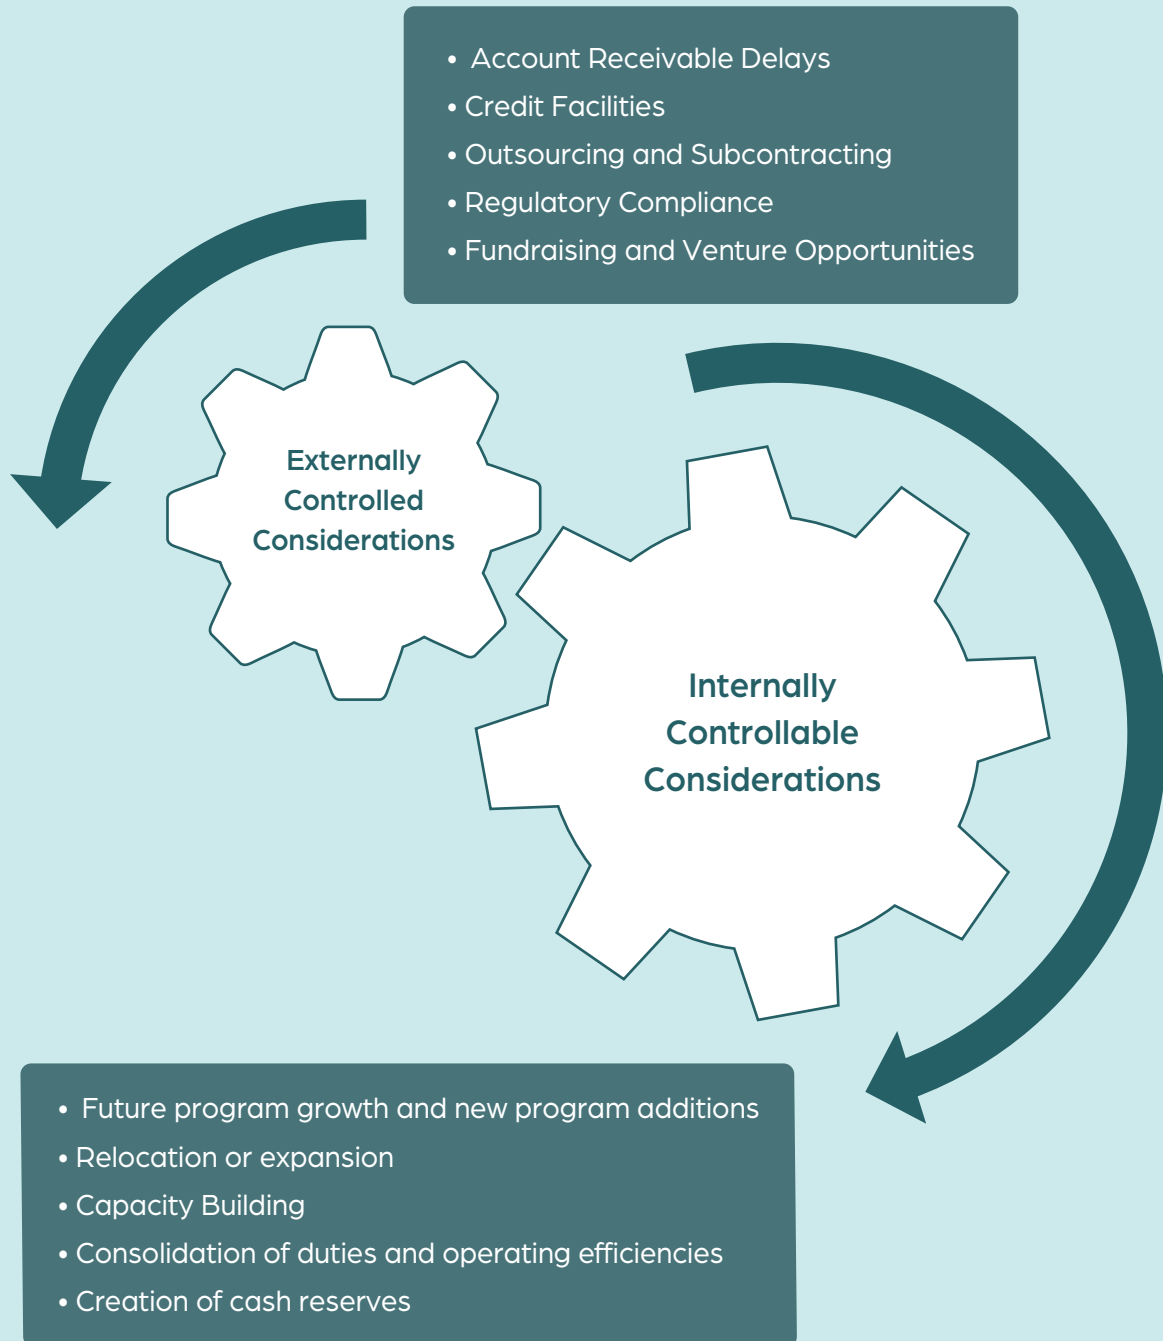 • Account Receivable Delays
• Credit Facilities
• Outsourcing and Subcontracting
• Regulatory Compliance
• Fundraising and Venture Opportunities
Externally
Controlled
Considerations
Internally
Controllable
Considerations
• Future program growth and new program additions
• Relocation or expansion
• Capacity Building
• Consolidation of duties and operating efficiencies
• Creation of cash reserves